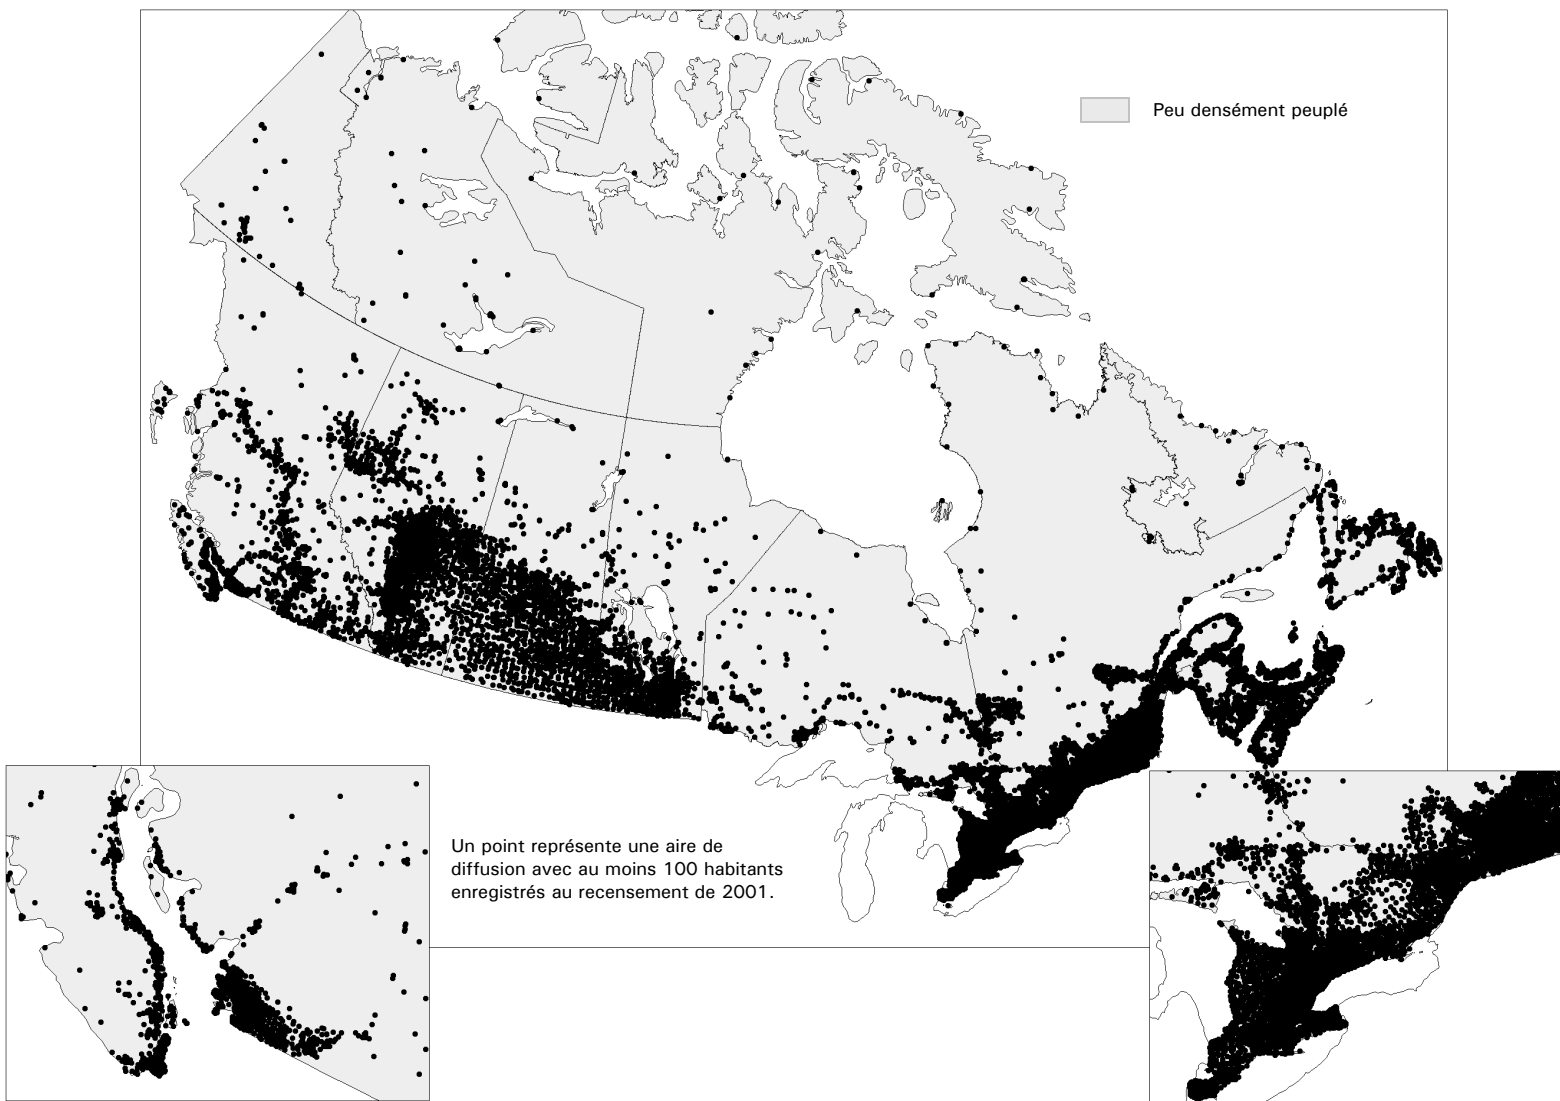 Peu densément peuplé
Un point représente une aire de
diffusion avec au moins 100 habitants
enregistrés au recensement de 2001.